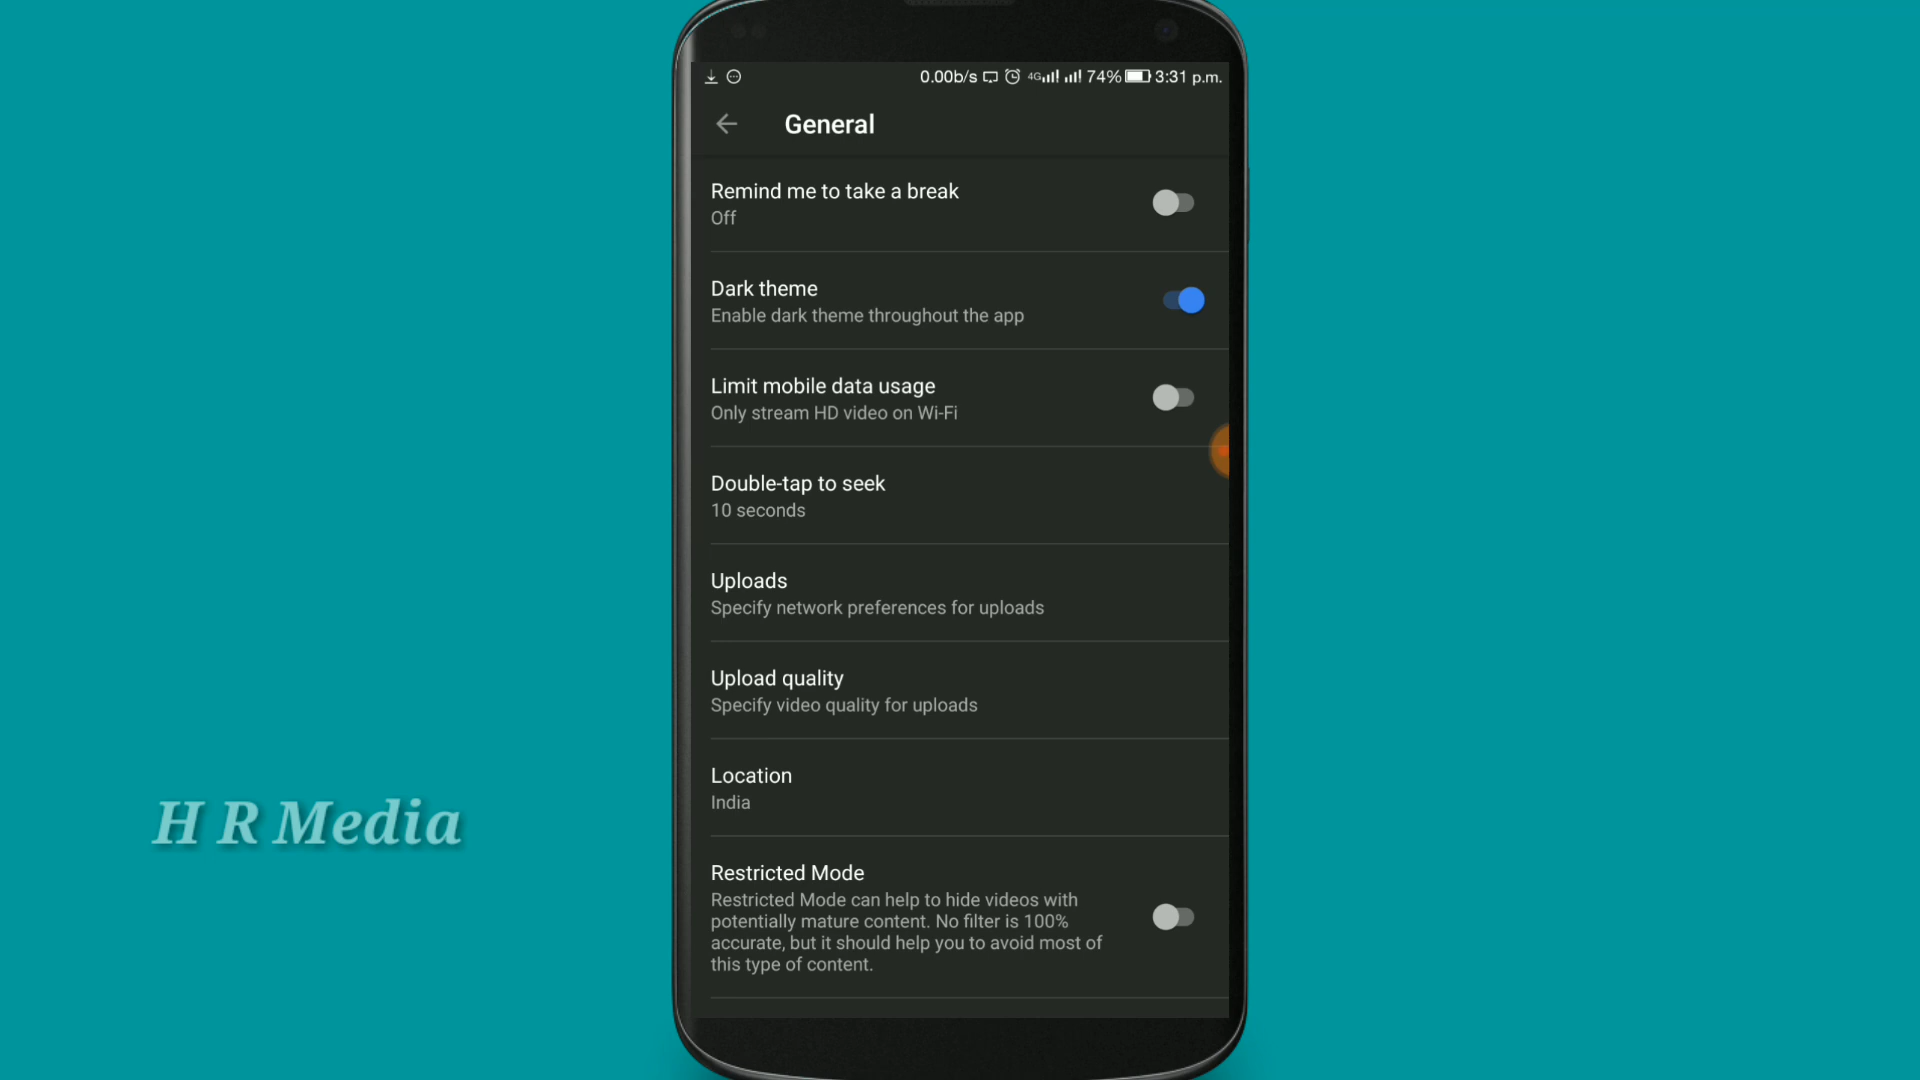 0.00b/s 4G 74% 3:31 p.m.
General
Remind me to take a break
Off
Dark theme
Enable dark theme throughout the app
Limit mobile data usage
Only stream HD video on Wi-Fi
Double-tap to seek
10 seconds
Uploads
Specify network preferences for uploads
Upload quality
Specify video quality for uploads
Location
India
Restricted Mode
Restricted Mode can help to hide videos with
potentially mature content. No filter is 100%
accurate, but it should help you to avoid most of
this type of content.
H R Media